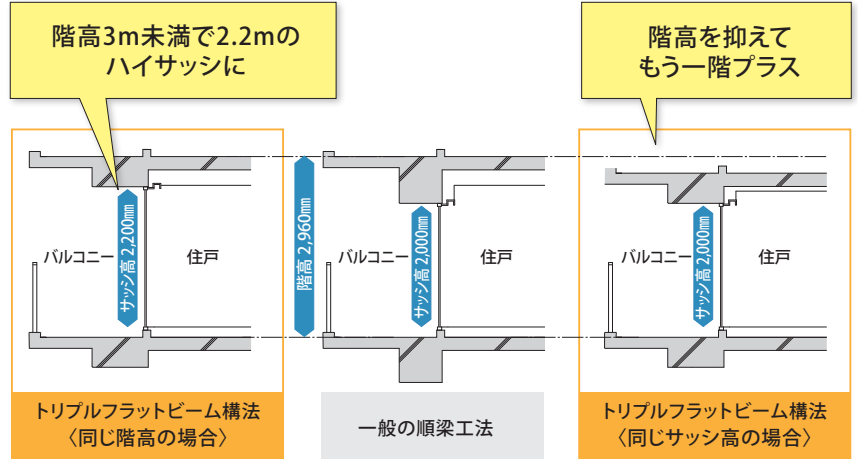 階高3m未満で2.2mの
ハイサッシに
階高を抑えて
もう一階プラス
バルコニー
サッシ高 2,200㎜
住戸
階高 2,960㎜
バルコニー
サッシ高 2,000㎜
住戸
バルコニー
サッシ高 2,000㎜
住戸
トリプルフラットビーム構法
〈同じ階高の場合〉
一般の順梁工法
トリプルフラットビーム構法
〈同じサッシ高の場合〉